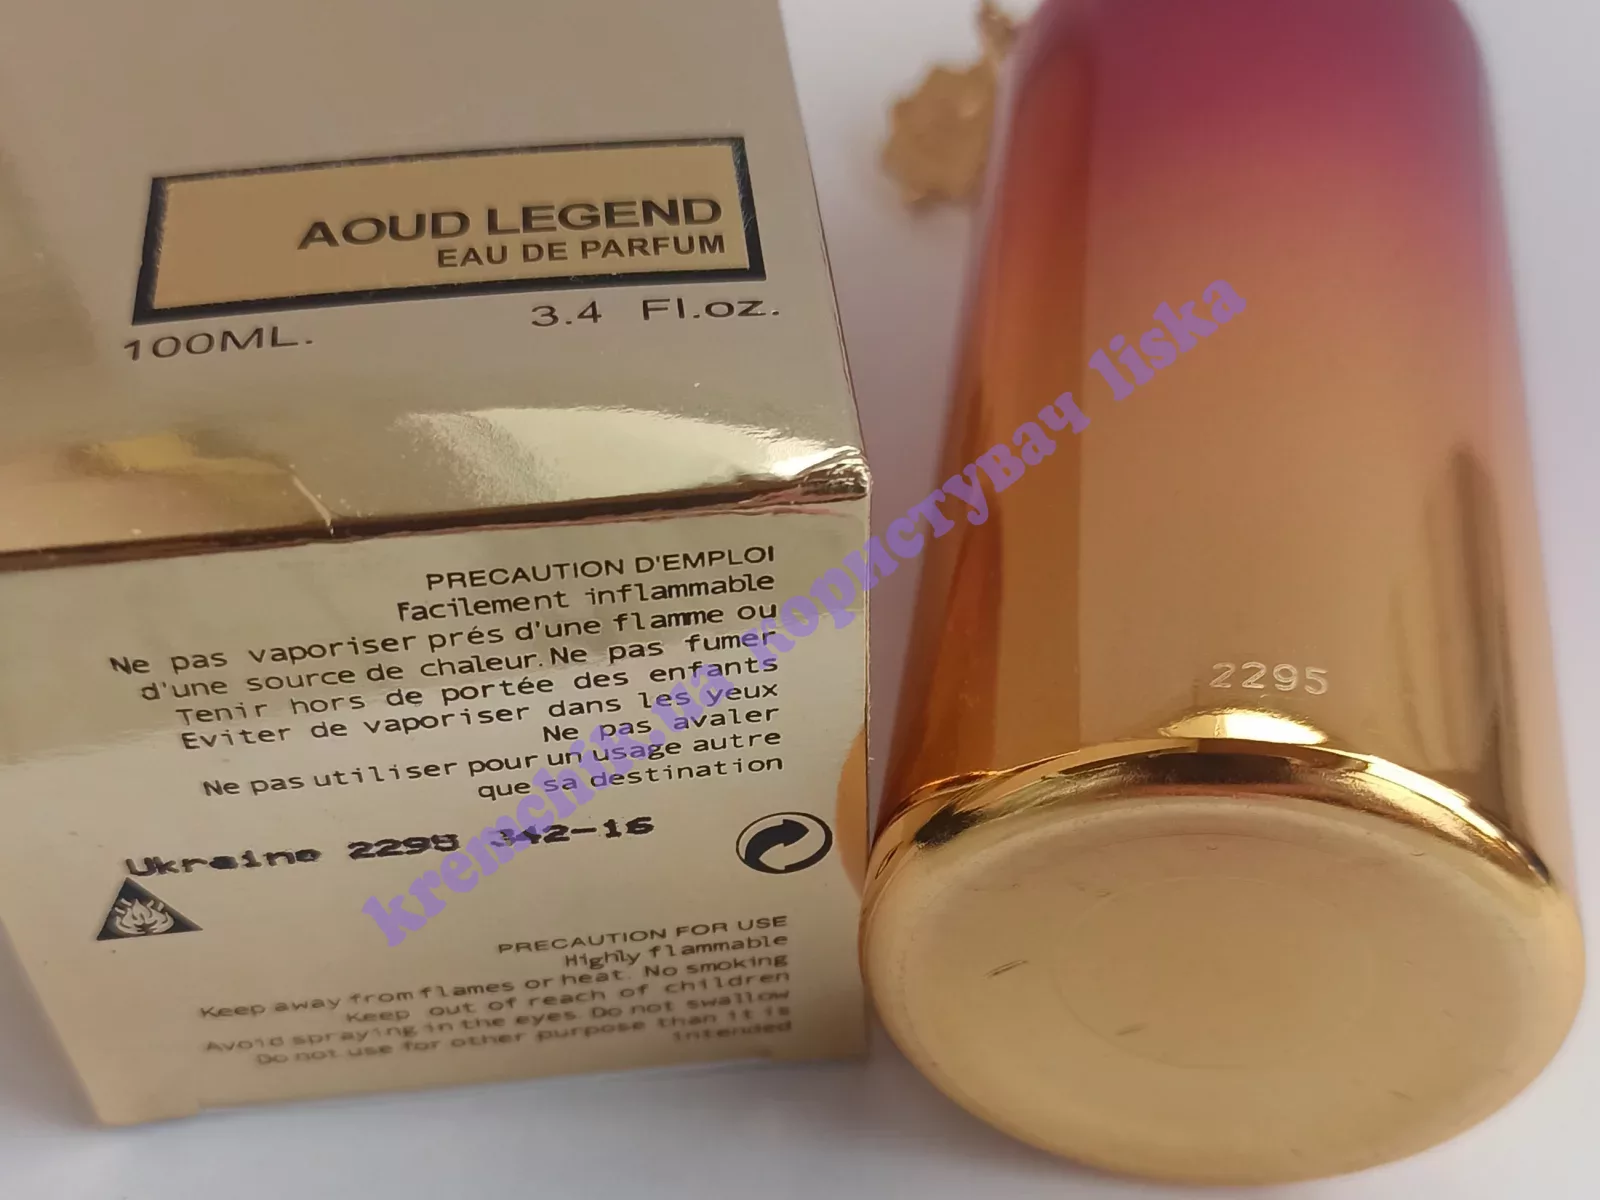 AOUD LEGEND
EAU DE PARFUM
100ML. 3.4 Fl.oz.
PRECAUTION D'EMPLOI
Facilement inflammable
Ne pas vaporiser prés d'une flamme ou
d'une source de chaleur. Ne pas fumer
Tenir hors de portée des enfants
Eviter de vaporiser dans les yeux
Ne pas avaler
Ne pas utiliser pour un usage autre
que sa destination
Ukraine 2295 342-16
PRECAUTION FOR USE
Highly flammable
Keep away from flames or heat. No smoking
Keep out of reach of children
Avoid spraying in the eyes. Do not swallow
Do not use for other purpose than it is
intended
2295
kremchik.ua користувач liska